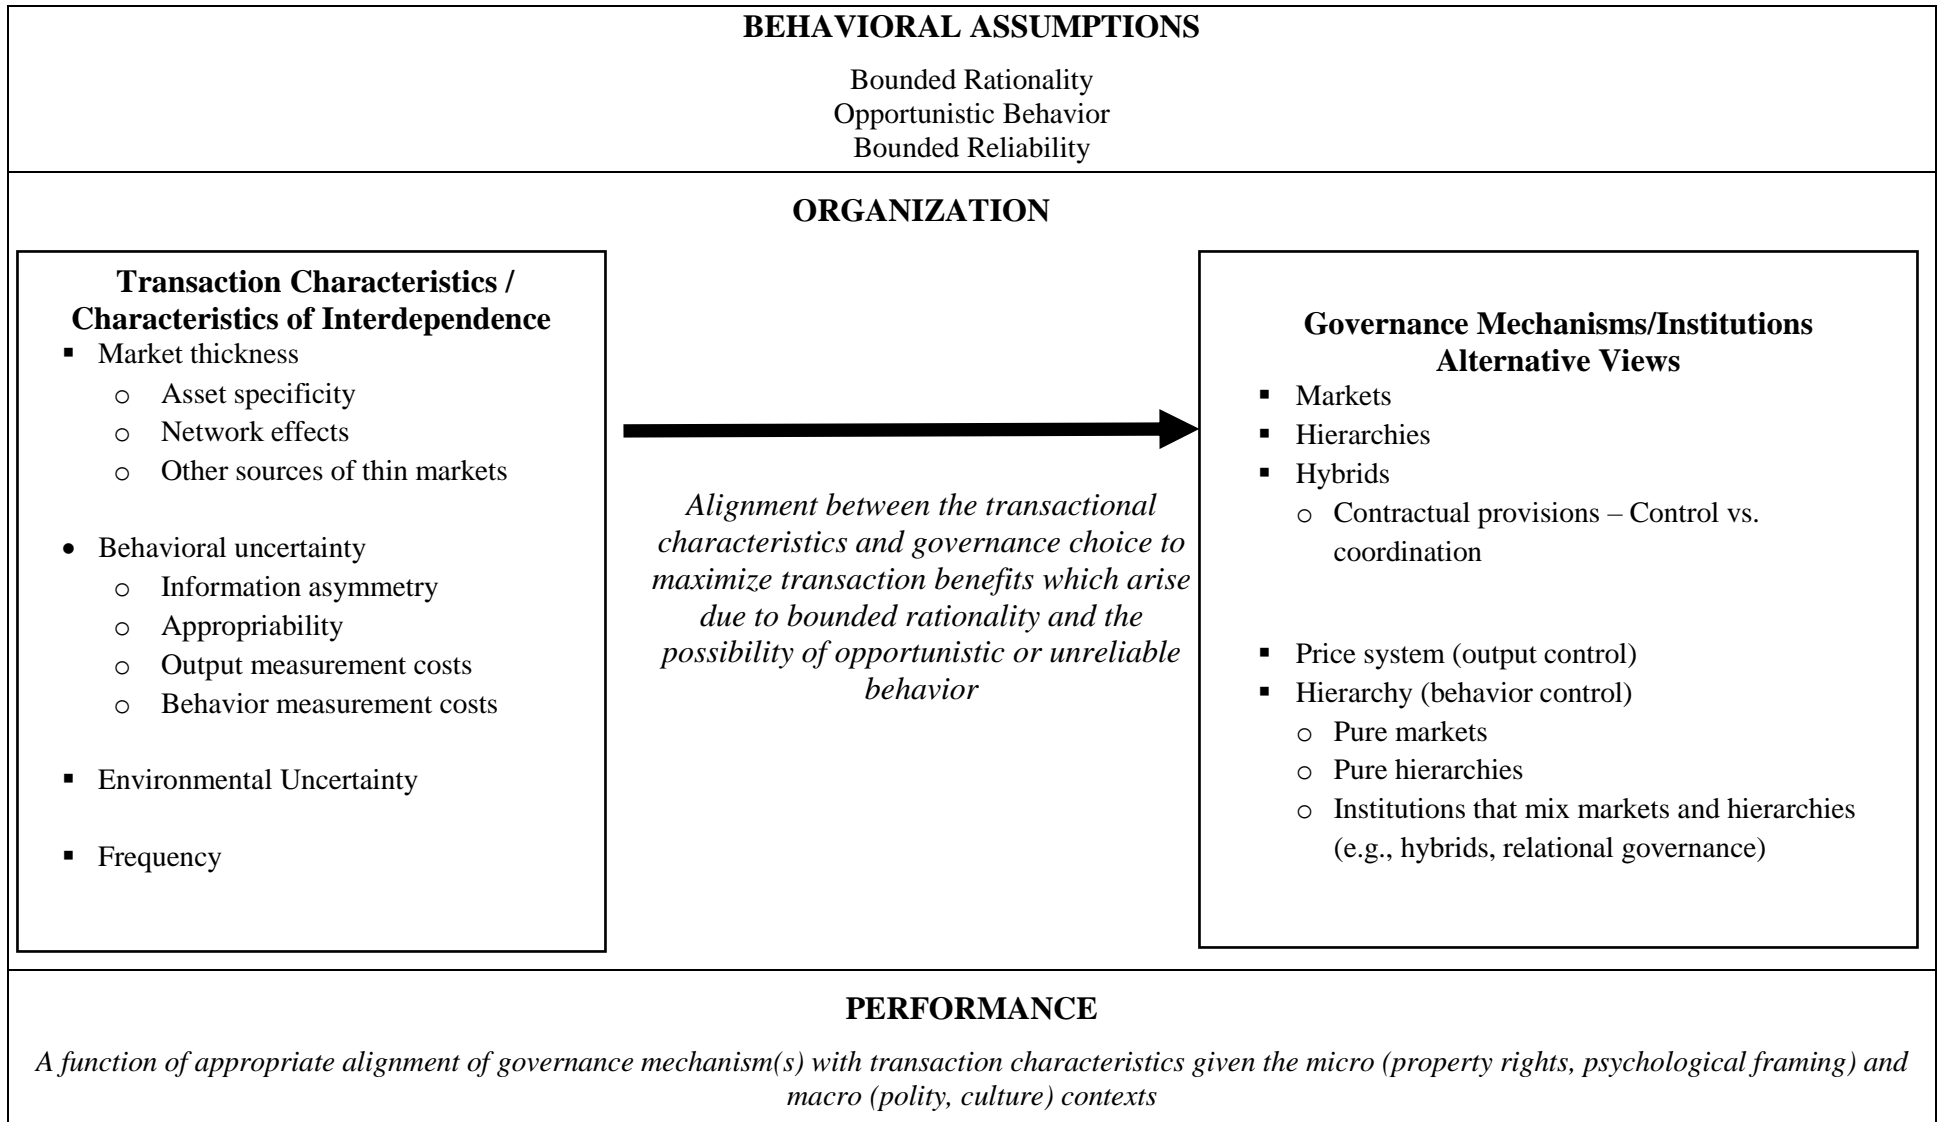 BEHAVIORAL ASSUMPTIONS
Bounded Rationality
Opportunistic Behavior
Bounded Reliability
ORGANIZATION
Transaction Characteristics /
Characteristics of Interdependence
▪ Market thickness
o Asset specificity
o Network effects
o Other sources of thin markets
• Behavioral uncertainty
o Information asymmetry
o Appropriability
o Output measurement costs
o Behavior measurement costs
▪ Environmental Uncertainty
▪ Frequency
Alignment between the transactional
characteristics and governance choice to
maximize transaction benefits which arise
due to bounded rationality and the
possibility of opportunistic or unreliable
behavior
Governance Mechanisms/Institutions
Alternative Views
▪ Markets
▪ Hierarchies
▪ Hybrids
o Contractual provisions – Control vs.
coordination
▪ Price system (output control)
▪ Hierarchy (behavior control)
o Pure markets
o Pure hierarchies
o Institutions that mix markets and hierarchies
(e.g., hybrids, relational governance)
PERFORMANCE
A function of appropriate alignment of governance mechanism(s) with transaction characteristics given the micro (property rights, psychological framing) and
macro (polity, culture) contexts